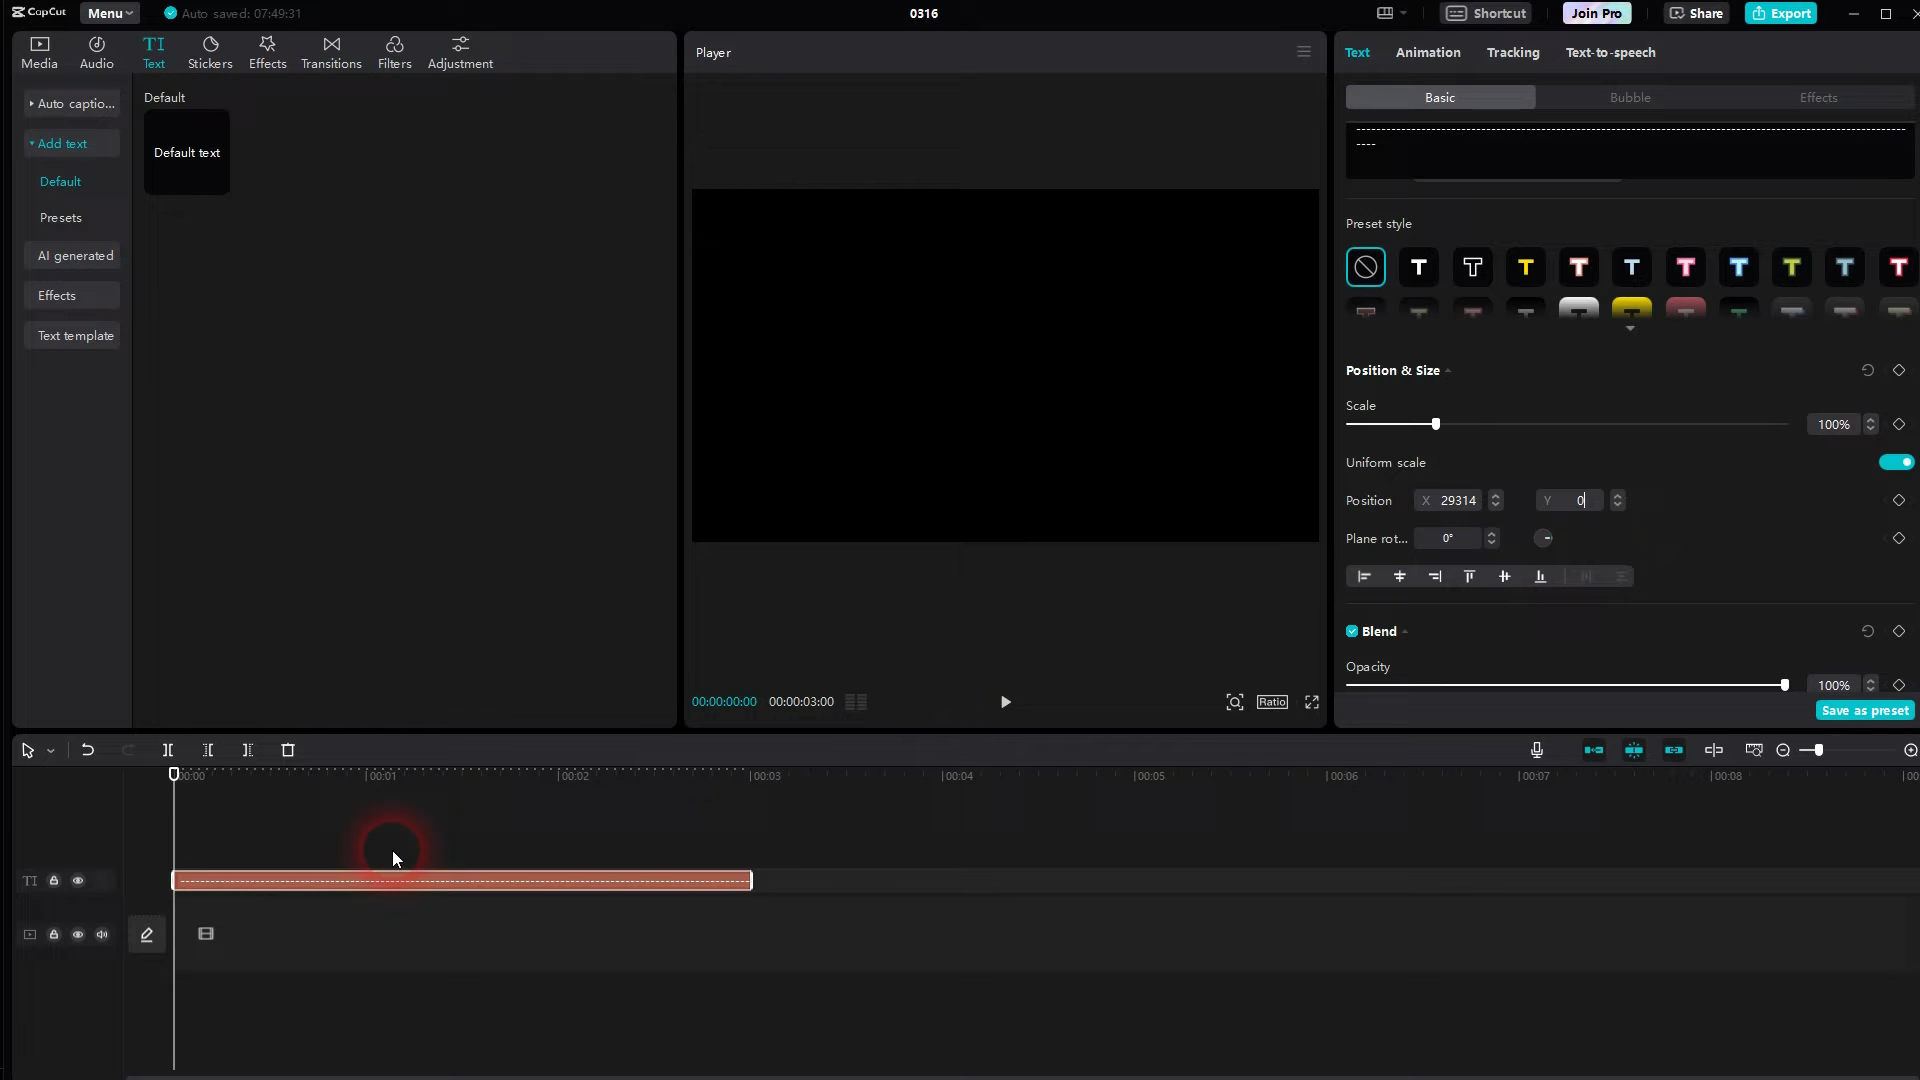 CapCut
Menu
Auto saved: 07:49:31
0316
Shortcut
Join Pro
Share
Export
Media
Audio
TI
Text
Stickers
Effects
Transitions
Filters
Adjustment
Auto captio...
Add text
Default
Presets
AI generated
Effects
Text template
Default
Default text
Player
00:00:00:00
00:00:03:00
Ratio
Text
Animation
Tracking
Text-to-speech
Basic
Bubble
Effects
----
Preset style
T T T T T T T T T T
Position & Size
Scale
100%
Uniform scale
Position
X 29314
Y 0
Plane rot...
0°
Blend
Opacity
100%
Save as preset
00:00
00:01
00:02
00:03
00:04
00:05
00:06
00:07
00:08
TI